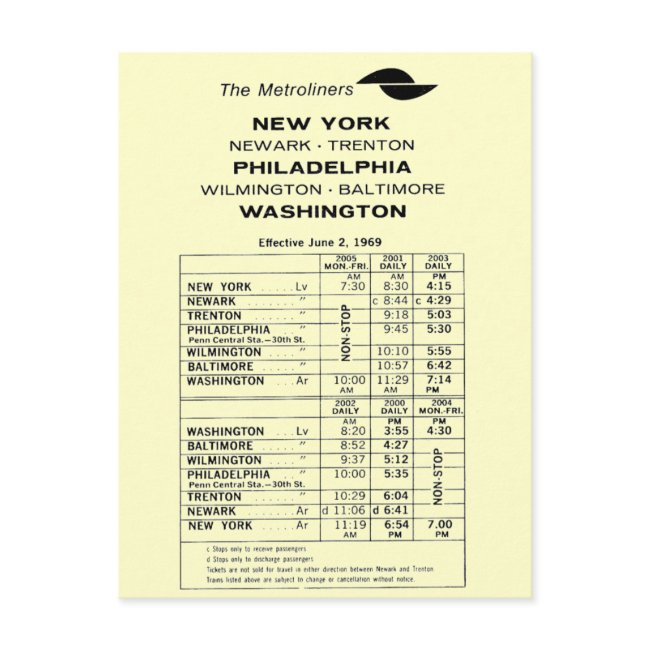 The Metroliners
NEW YORK
NEWARK · TRENTON
PHILADELPHIA
WILMINGTON · BALTIMORE
WASHINGTON
Effective June 2, 1969
2005 2001 2003
MON.-FRI. DAILY DAILY
AM AM PM
NEW YORK .....Lv 7:30 8:30 4:15
NEWARK ....... " c 8:44 c 4:29
TRENTON ...... " 9:18 5:03
PHILADELPHIA .. " 9:45 5:30
Penn Central Sta.—30th St.
NON-STOP
WILMINGTON .... " 10:10 5:55
BALTIMORE ..... " 10:57 6:42
WASHINGTON ...Ar 10:00 11:29 7:14
AM AM PM
2002 2000 2004
DAILY DAILY MON.-FRI.
AM PM PM
WASHINGTON ...Lv 8:20 3:55 4:30
BALTIMORE ..... " 8:52 4:27
WILMINGTON .... " 9:37 5:12
PHILADELPHIA .. " 10:00 5:35
Penn Central Sta.—30th St.
NON-STOP
TRENTON ...... " 10:29 6:04
NEWARK .......Ar d 11:06 d 6:41
NEW YORK .....Ar 11:19 6:54 7.00
AM PM PM
c Stops only to receive passengers
d Stops only to discharge passengers
Tickets are not sold for travel in either direction between Newark and Trenton
Trains listed above are subject to change or cancellation without notice.